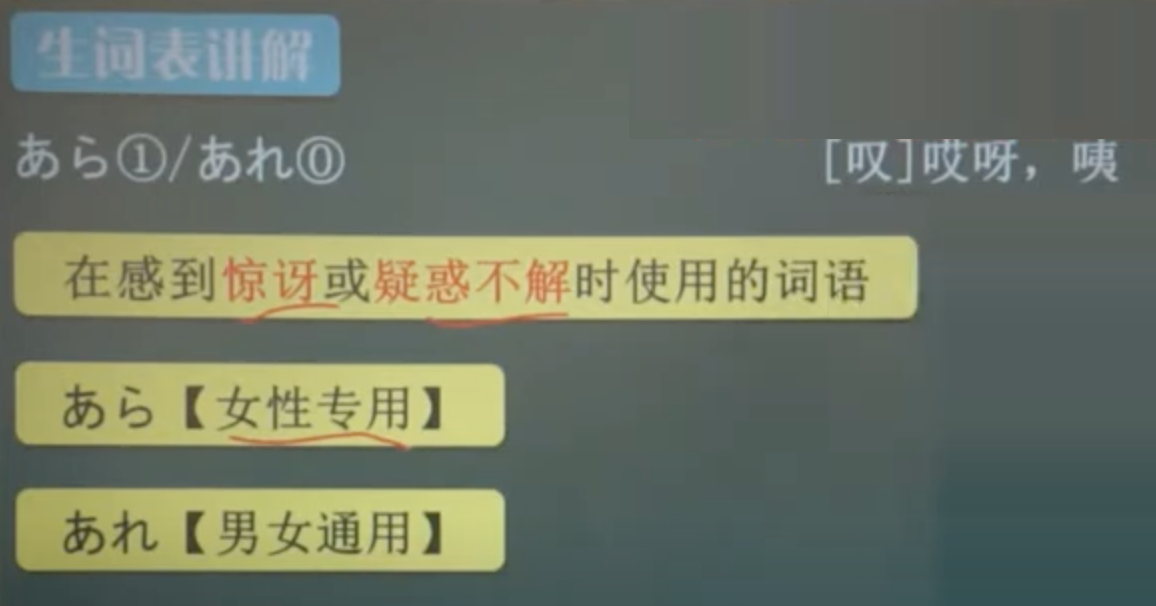 生词表讲解
あら①/あれ⓪ [叹]哎呀，咦
在感到惊讶或疑惑不解时使用的词语
あら【女性专用】
あれ【男女通用】